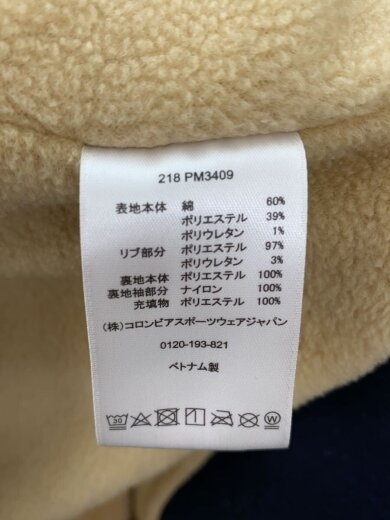 218 PM3409
表地本体 綿 60%
ポリエステル 39%
ポリウレタン 1%
リブ部分 ポリエステル 97%
ポリウレタン 3%
裏地本体 ポリエステル 100%
裏地袖部分 ナイロン 100%
充填物 ポリエステル 100%
(株)コロンビアスポーツウェアジャパン
0120-193-821
ベトナム製
30
W